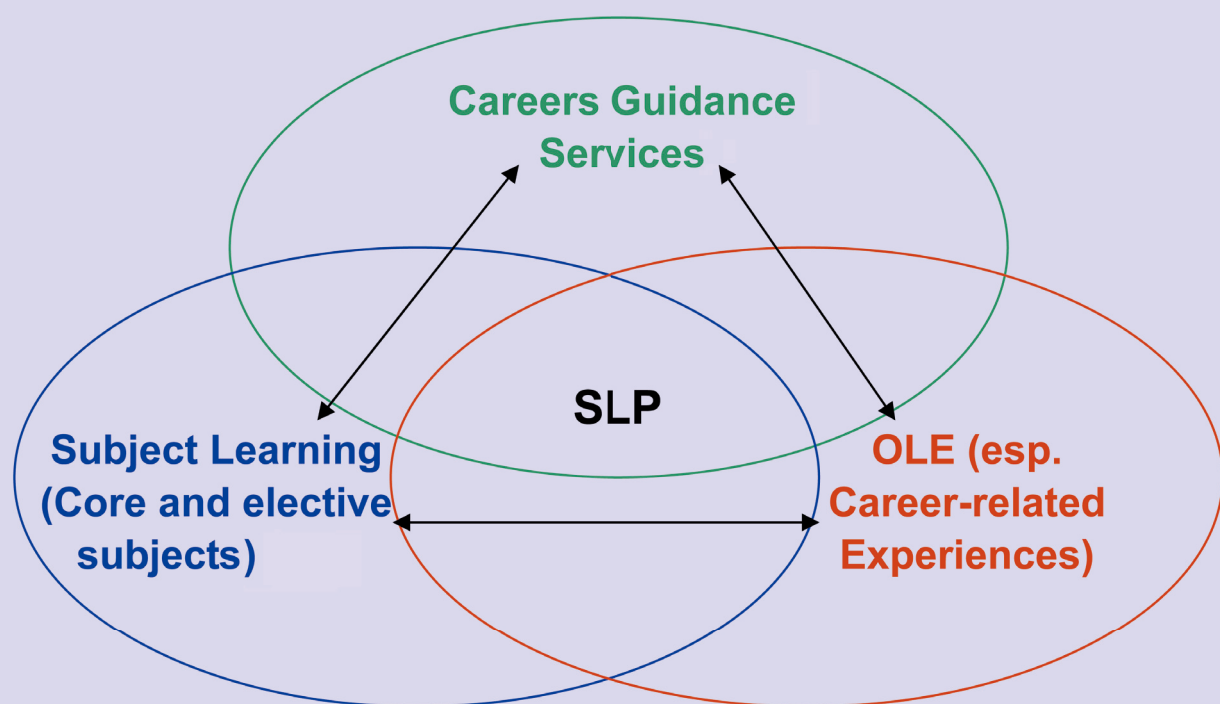 Careers Guidance
Services
SLP
Subject Learning
(Core and elective
subjects)
OLE (esp.
Career-related
Experiences)